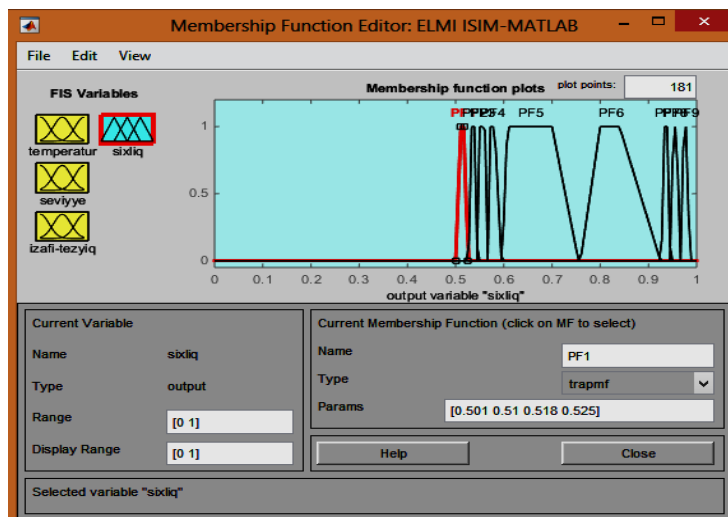 Membership Function Editor: ELMI ISIM-MATLAB
File Edit View
FIS Variables
temperatur sixliq
seviyye
izafi-tezyiq
Membership function plots plot points: 181
PF4 PF5 PF6 PF9
1
0.5
0
0 0.1 0.2 0.3 0.4 0.5 0.6 0.7 0.8 0.9 1
output variable "sixliq"
Current Variable
Name sixliq
Type output
Range [0 1]
Display Range [0 1]
Current Membership Function (click on MF to select)
Name PF1
Type trapmf
Params [0.501 0.51 0.518 0.525]
Help Close
Selected variable "sixliq"